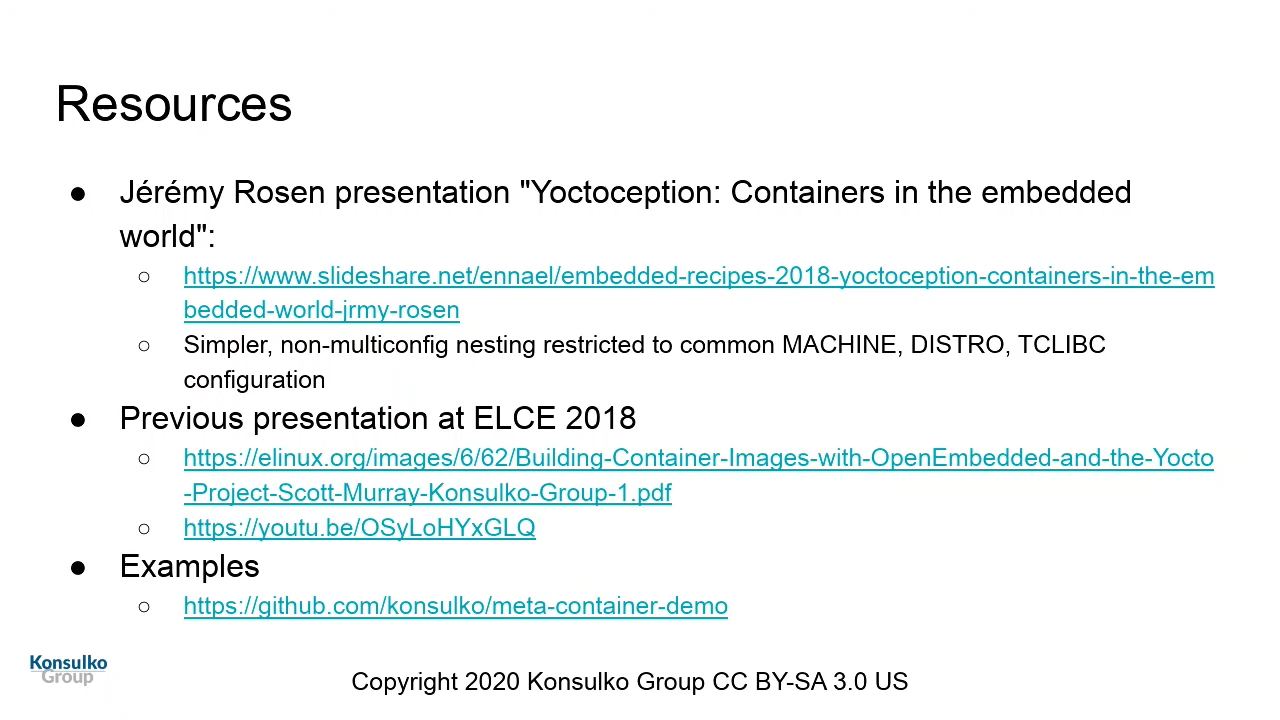 Resources
● Jérémy Rosen presentation "Yoctoception: Containers in the embedded
world":
○ https://www.slideshare.net/ennael/embedded-recipes-2018-yoctoception-containers-in-the-em
bedded-world-jrmy-rosen
○ Simpler, non-multiconfig nesting restricted to common MACHINE, DISTRO, TCLIBC
configuration
● Previous presentation at ELCE 2018
○ https://elinux.org/images/6/62/Building-Container-Images-with-OpenEmbedded-and-the-Yocto
-Project-Scott-Murray-Konsulko-Group-1.pdf
○ https://youtu.be/OSyLoHYxGLQ
● Examples
○ https://github.com/konsulko/meta-container-demo
Konsulko
Group
Copyright 2020 Konsulko Group CC BY-SA 3.0 US